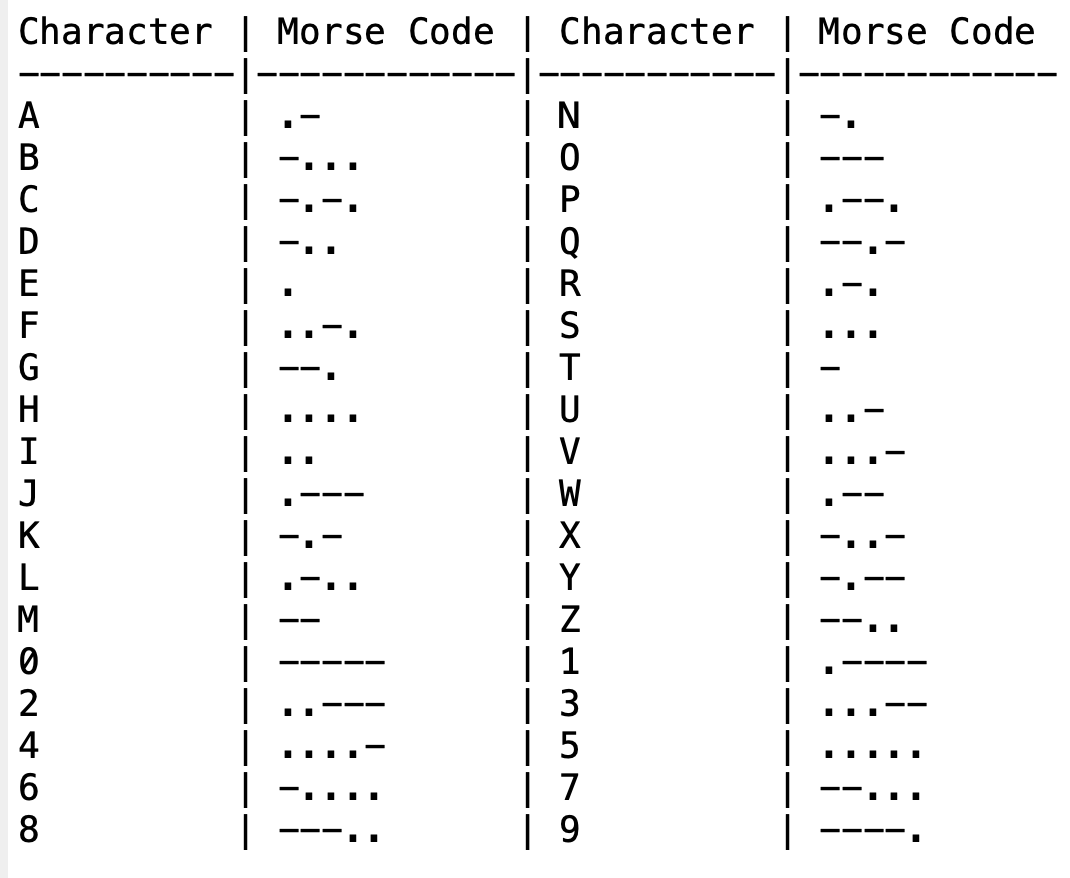 Character | Morse Code | Character | Morse Code
----------|------------|-----------|------------
A | .- | N | -.
B | -... | O | ---
C | -.-. | P | .--.
D | -.. | Q | --.-
E | . | R | .-.
F | ..-. | S | ...
G | --. | T | -
H | .... | U | ..-
I | .. | V | ...-
J | .--- | W | .--
K | -.- | X | -..-
L | .-.. | Y | -.--
M | -- | Z | --..
0 | ----- | 1 | .----
2 | ..--- | 3 | ...--
4 | ....- | 5 | .....
6 | -.... | 7 | --...
8 | ---.. | 9 | ----.